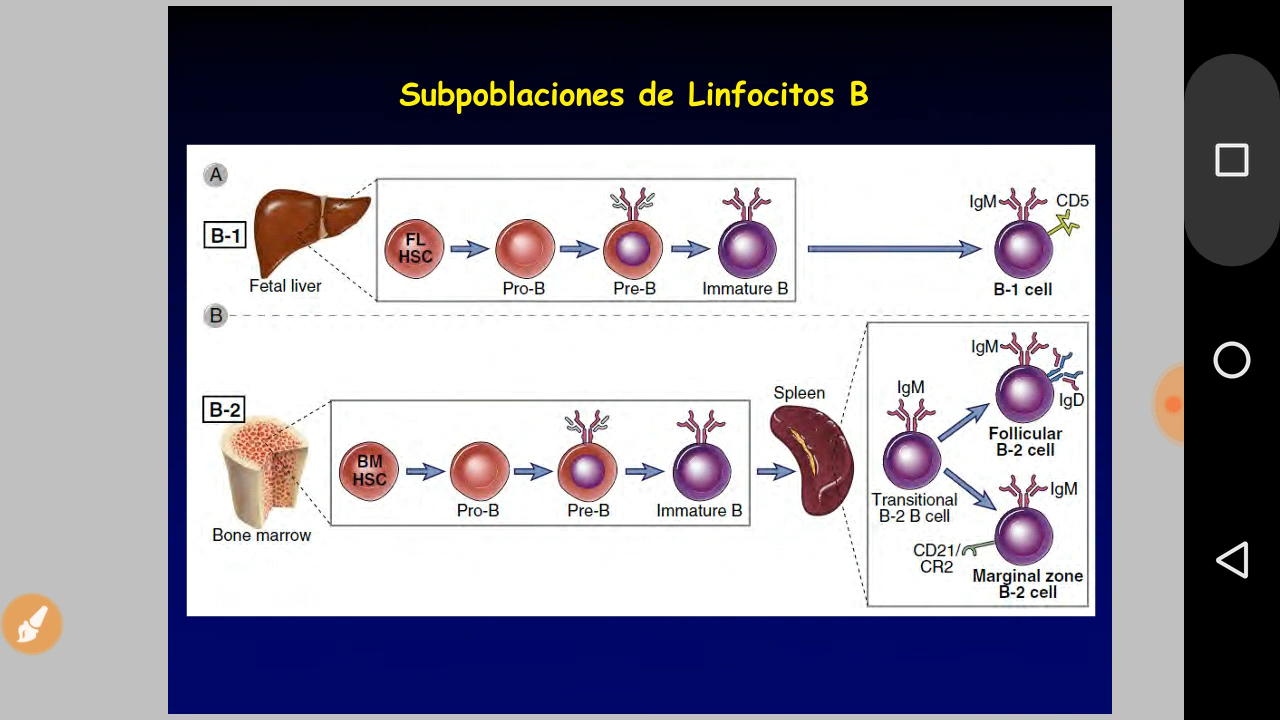 Subpoblaciones de Linfocitos B
A
B-1
Fetal liver
FL
HSC
Pro-B
Pre-B
Immature B
IgM
CD5
B-1 cell
B
B-2
Bone marrow
BM
HSC
Pro-B
Pre-B
Immature B
Spleen
IgM
Transitional
B-2 B cell
IgM
IgD
Follicular
B-2 cell
IgM
CD21/
CR2
Marginal zone
B-2 cell